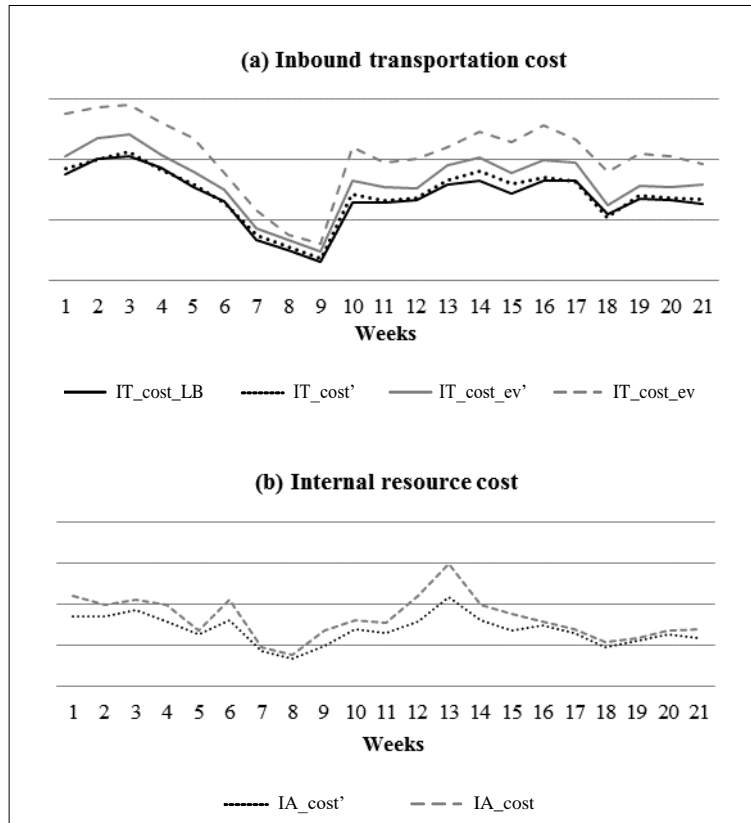 (a) Inbound transportation cost
1 2 3 4 5 6 7 8 9 10 11 12 13 14 15 16 17 18 19 20 21
Weeks
IT_cost_LB IT_cost’ IT_cost_ev’ IT_cost_ev
(b) Internal resource cost
1 2 3 4 5 6 7 8 9 10 11 12 13 14 15 16 17 18 19 20 21
Weeks
IA_cost’ IA_cost